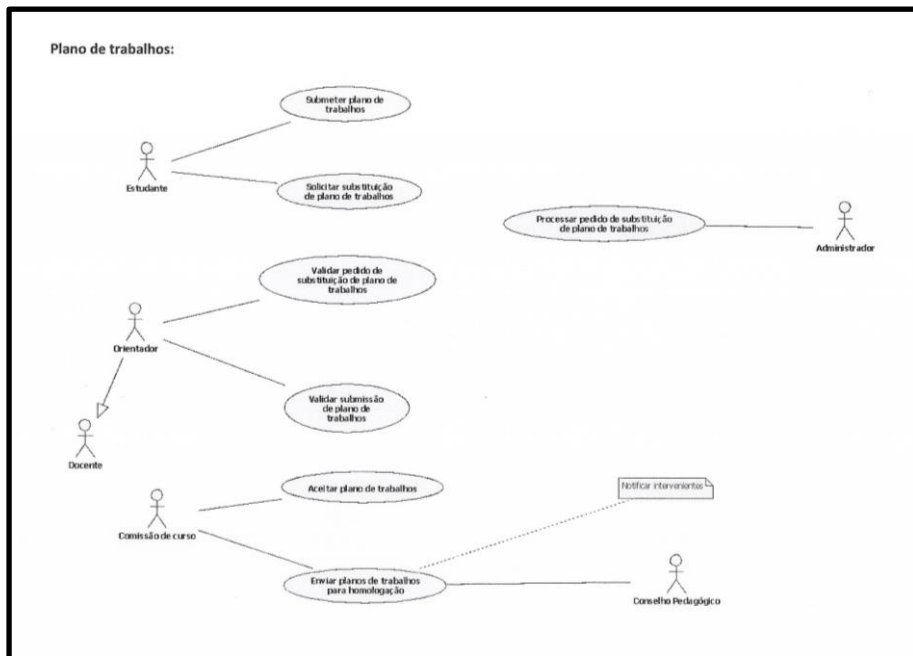 Plano de trabalhos:
Submeter plano de
trabalhos
Estudante
Solicitar substituição
de plano de trabalhos
Processar pedido de substituição
de plano de trabalhos
Administrador
Validar pedido de
substituição de plano de
trabalhos
Orientador
Validar submissão
de plano de
trabalhos
Docente
Aceitar plano de trabalhos
Notificar intervenientes
Comissão de curso
Enviar planos de trabalhos
para homologação
Conselho Pedagógico